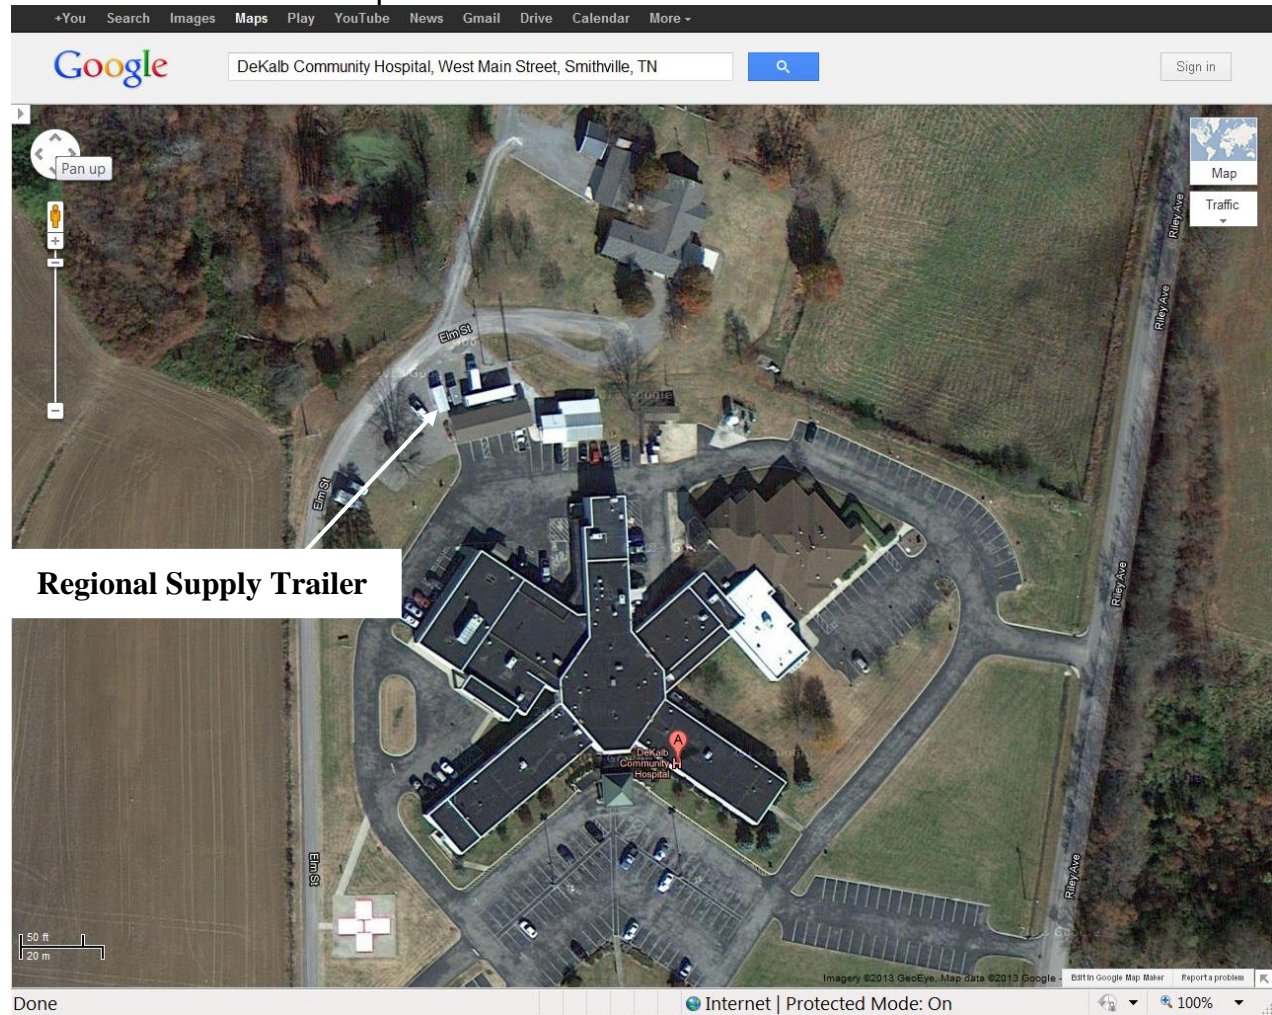 +You Search Images Maps Play YouTube News Gmail Drive Calendar More
Google
DeKalb Community Hospital, West Main Street, Smithville, TN
Sign in
Pan up
Map
Traffic
Riley Ave
Riley Ave
Elm St
Elm St
Regional Supply Trailer
Riley Ave
A
DeKalb
Community
Hospital
H
Elm St
Riley Ave
50 ft
20 m
Imagery ©2013 GeoEye, Map data ©2013 Google - Edit in Google Map Maker Report a problem
Done Internet | Protected Mode: On 100%